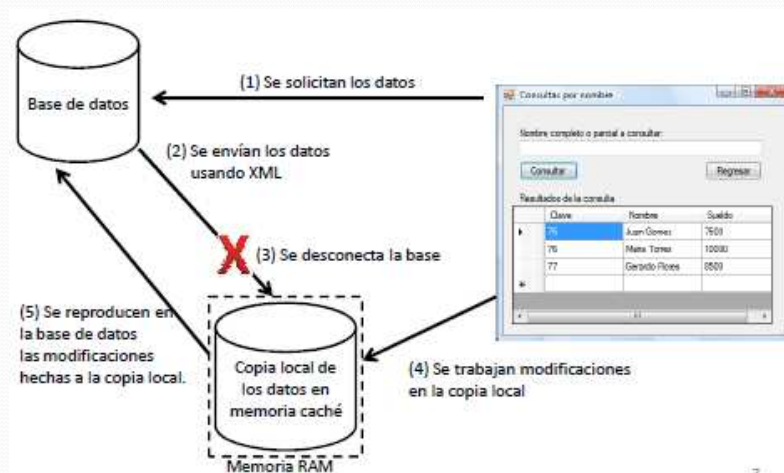 (1) Se solicitan los datos
Base de datos
(2) Se envían los datos
usando XML
(3) Se desconecta la base
(5) Se reproducen en
la base de datos
las modificaciones
hechas a la copia local.
Copia local de
los datos en
memoria caché
Memoria RAM
(4) Se trabajan modificaciones
en la copia local
Consultas por nombre
Nombre completo o parcial a consultar:
Consultar
Regresar
Resultados de la consulta
Clave Nombre Sueldo
75 Juan Gomez 7500
76 Torres 10000
77 Gerardo Flores 8500
7